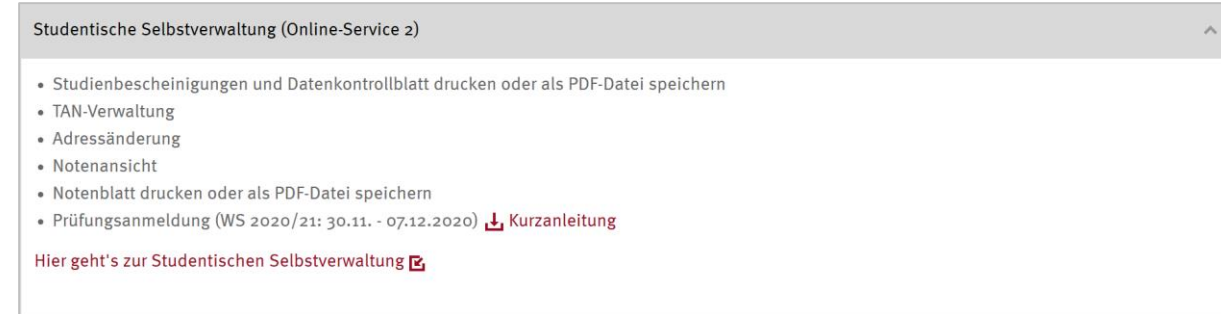 Studentische Selbstverwaltung (Online-Service 2)
• Studienbescheinigungen und Datenkontrollblatt drucken oder als PDF-Datei speichern
• TAN-Verwaltung
• Adressänderung
• Notenansicht
• Notenblatt drucken oder als PDF-Datei speichern
• Prüfungsanmeldung (WS 2020/21: 30.11. - 07.12.2020) Kurzanleitung
Hier geht's zur Studentischen Selbstverwaltung